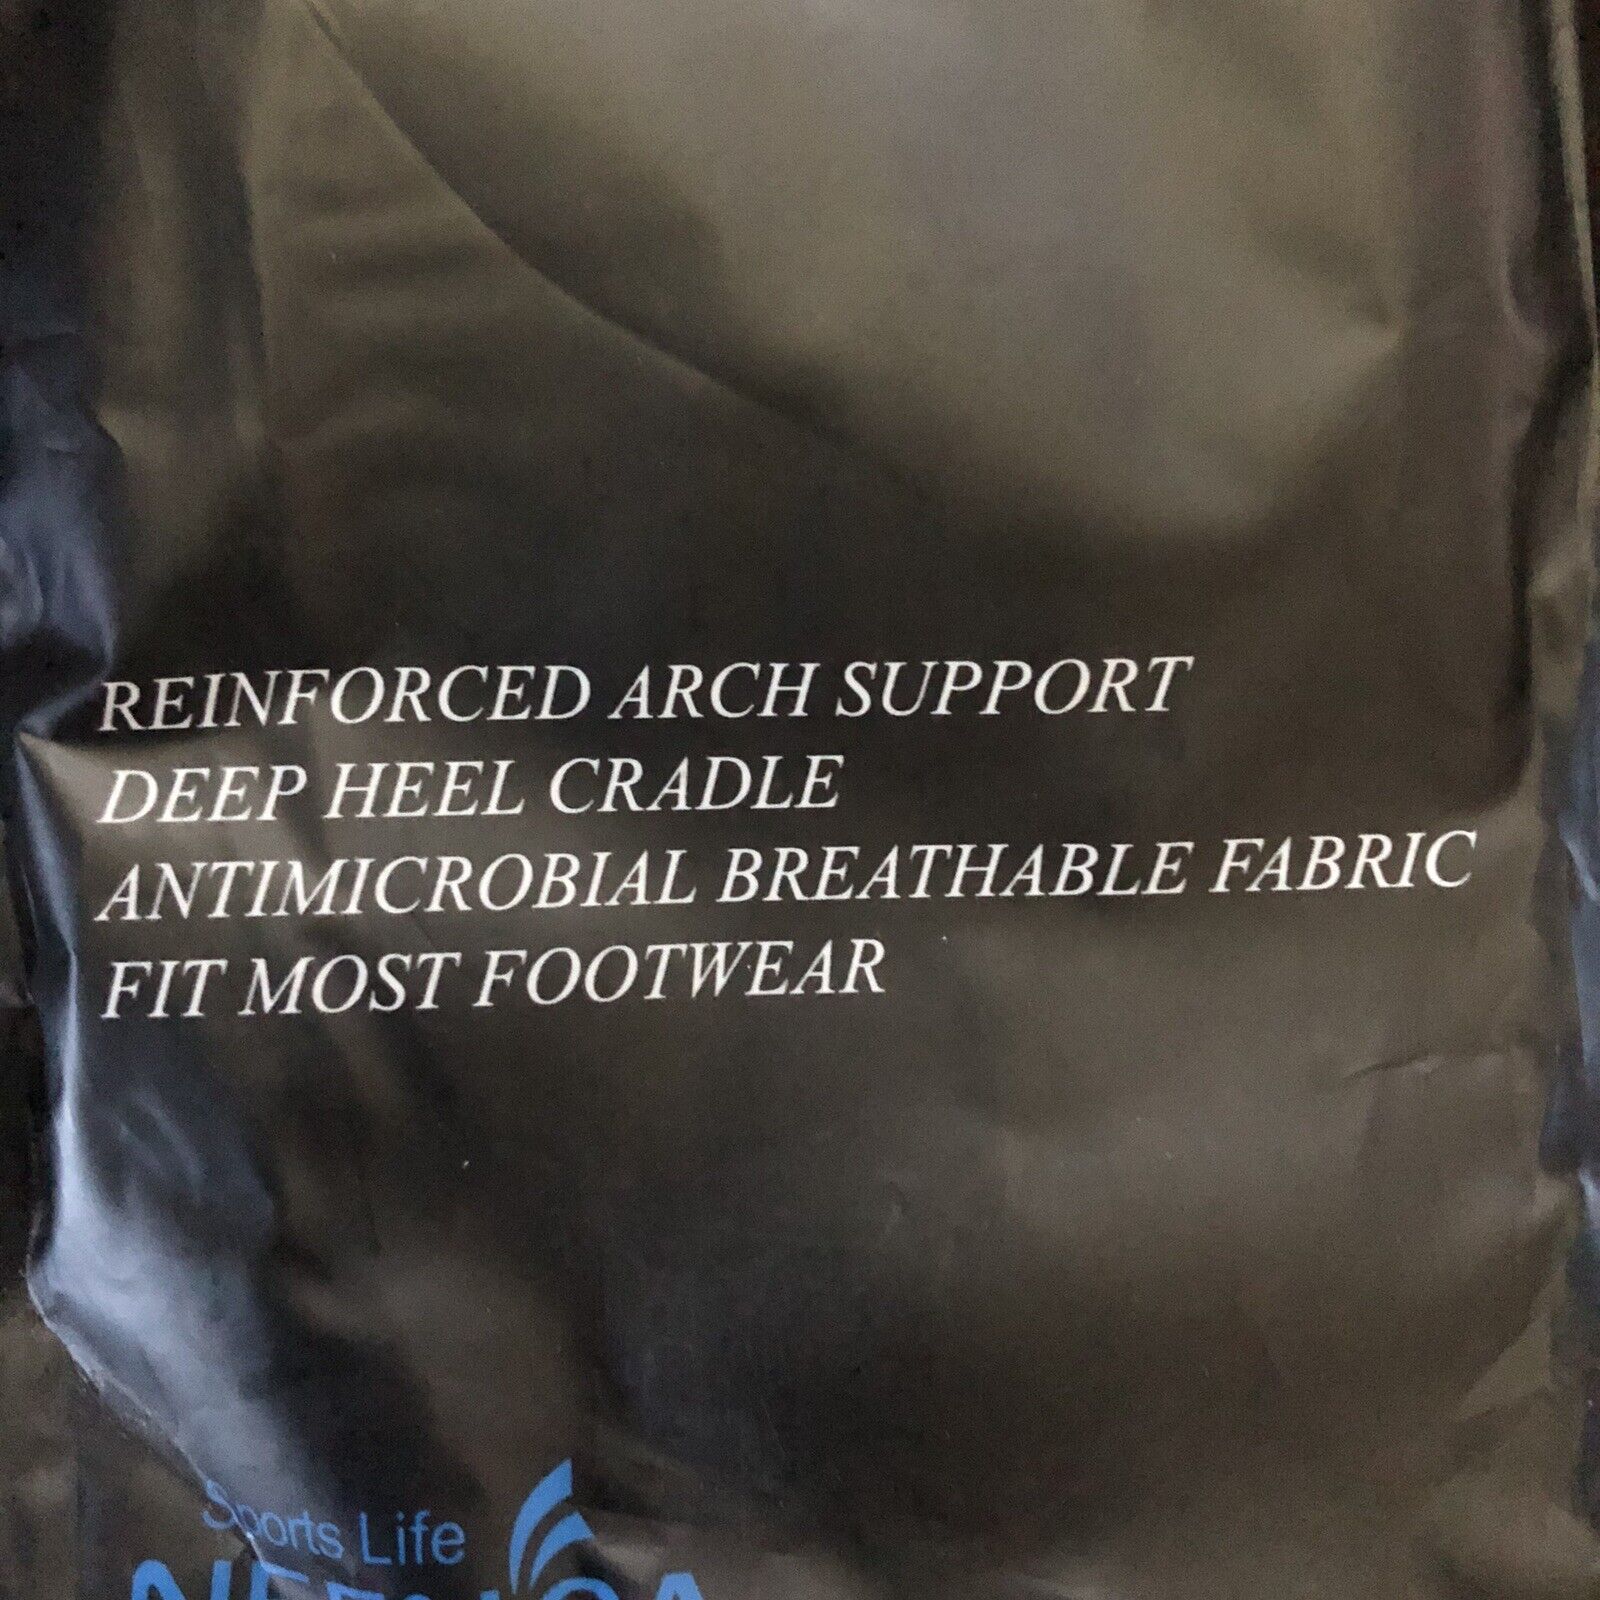 REINFORCED ARCH SUPPORT
DEEP HEEL CRADLE
ANTIMICROBIAL BREATHABLE FABRIC
FIT MOST FOOTWEAR
Sports Life